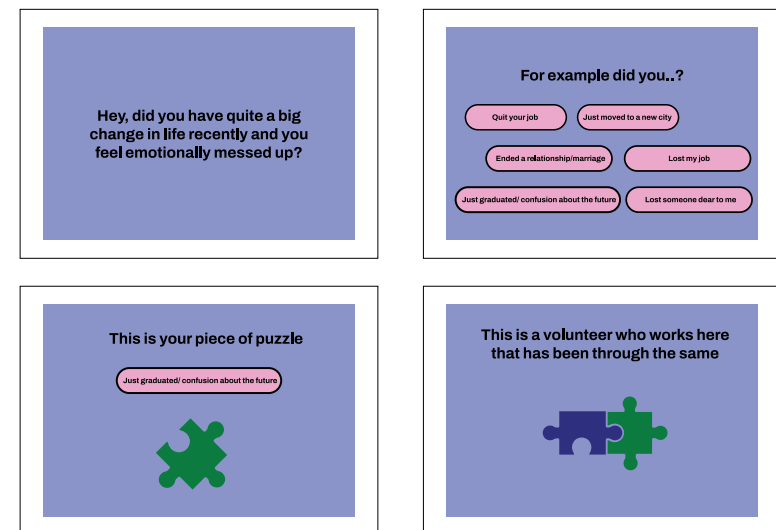 Hey, did you have quite a big
change in life recently and you
feel emotionally messed up?
For example did you..?
Quit your job
Just moved to a new city
Ended a relationship/marriage
Lost my job
Just graduated/ confusion about the future
Lost someone dear to me
This is your piece of puzzle
Just graduated/ confusion about the future
This is a volunteer who works here
that has been through the same